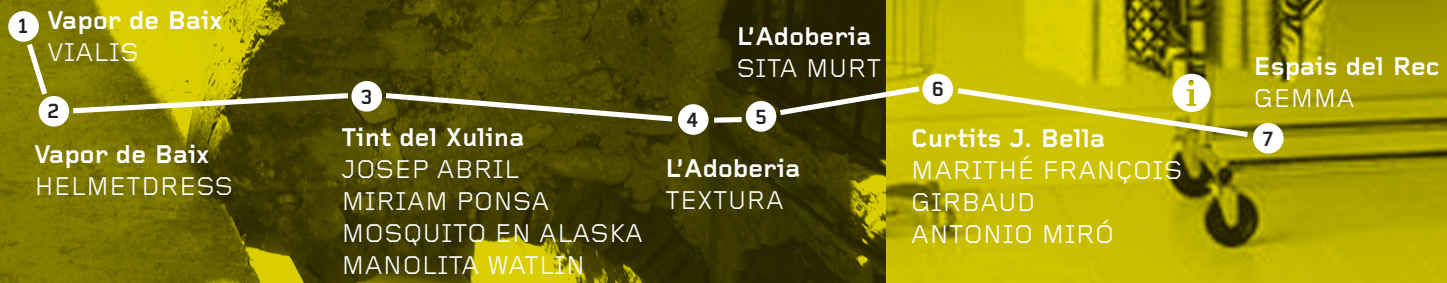 1
Vapor de Baix
VIALIS
2
Vapor de Baix
HELMETDRESS
3
Tint del Xulina
JOSEP ABRIL
MIRIAM PONSA
MOSQUITO EN ALASKA
MANOLITA WATLIN
4
L'Adoberia
TEXTURA
5
L'Adoberia
SITA MURT
6
Curtits J. Bella
MARITHÉ FRANÇOIS
GIRBAUD
ANTONIO MIRÓ
i
7
Espais del Rec
GEMMA